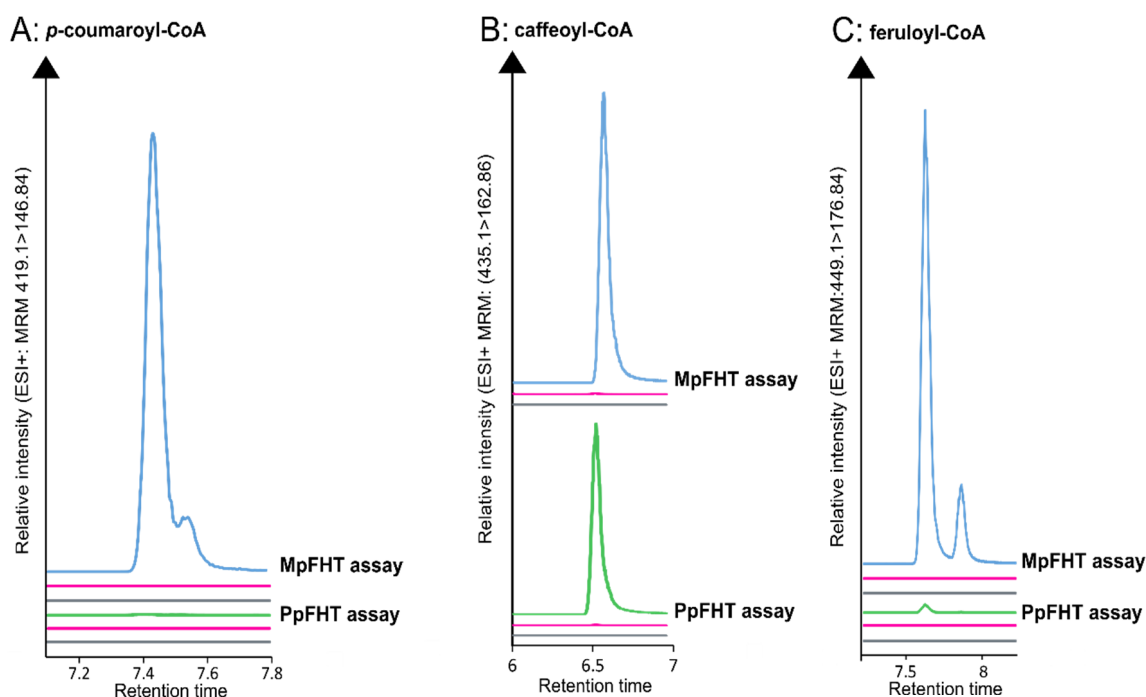 A: p-coumaroyl-CoA
Relative intensity (ESI+: MRM 419.1>146.84)
MpFHT assay
PpFHT assay
7.2 7.4 7.6 7.8
Retention time
B: caffeoyl-CoA
Relative intensity (ESI+ MRM: (435.1>162.86)
MpFHT assay
PpFHT assay
6 6.5 7
Retention time
C: feruloyl-CoA
Relative intensity (ESI+ MRM:449.1>176.84)
MpFHT assay
PpFHT assay
7.5 8
Retention time